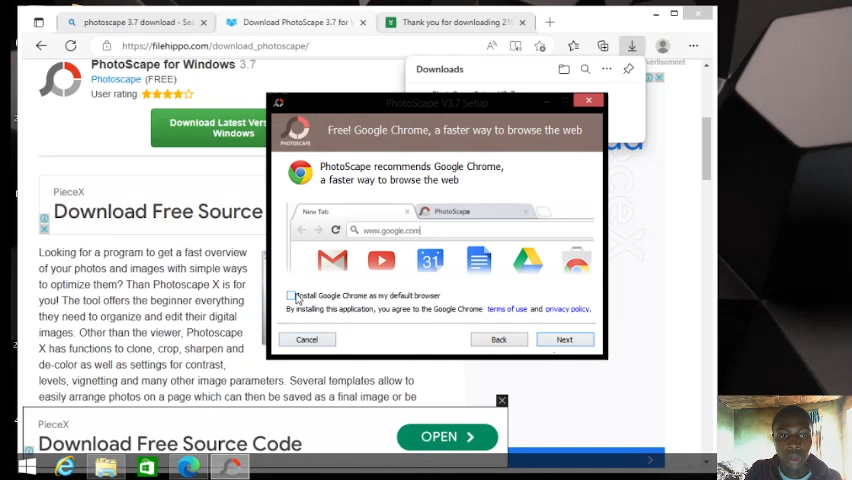 photoscape 3.7 download - Sea
Download PhotoScape 3.7 for W
Thank you for downloading 219
https://filehippo.com/download_photoscape/
PhotoScape for Windows 3.7
Photoscape (FREE)
User rating
Download Latest Vers
Windows
Downloads
PhotoScape V3.7 Setup
Free! Google Chrome, a faster way to browse the web
PhotoScape recommends Google Chrome,
a faster way to browse the web
New Tab
PhotoScape
www.google.com
31
Install Google Chrome as my default browser
By installing this application, you agree to the Google Chrome terms of use and privacy policy.
Cancel
Back
Next
PieceX
Download Free Source
Looking for a program to get a fast overview
of your photos and images with simple ways
to optimize them? Than Photoscape X is for
you! The tool offers the beginner everything
they need to organize and edit their digital
images. Other than the viewer, Photoscape
X has functions to clone, crop, sharpen and
de-color as well as settings for contrast,
levels, vignetting and many other image parameters. Several templates allow to
easily arrange photos on a page which can then be saved as a final image or be
PieceX
Download Free Source Code
OPEN